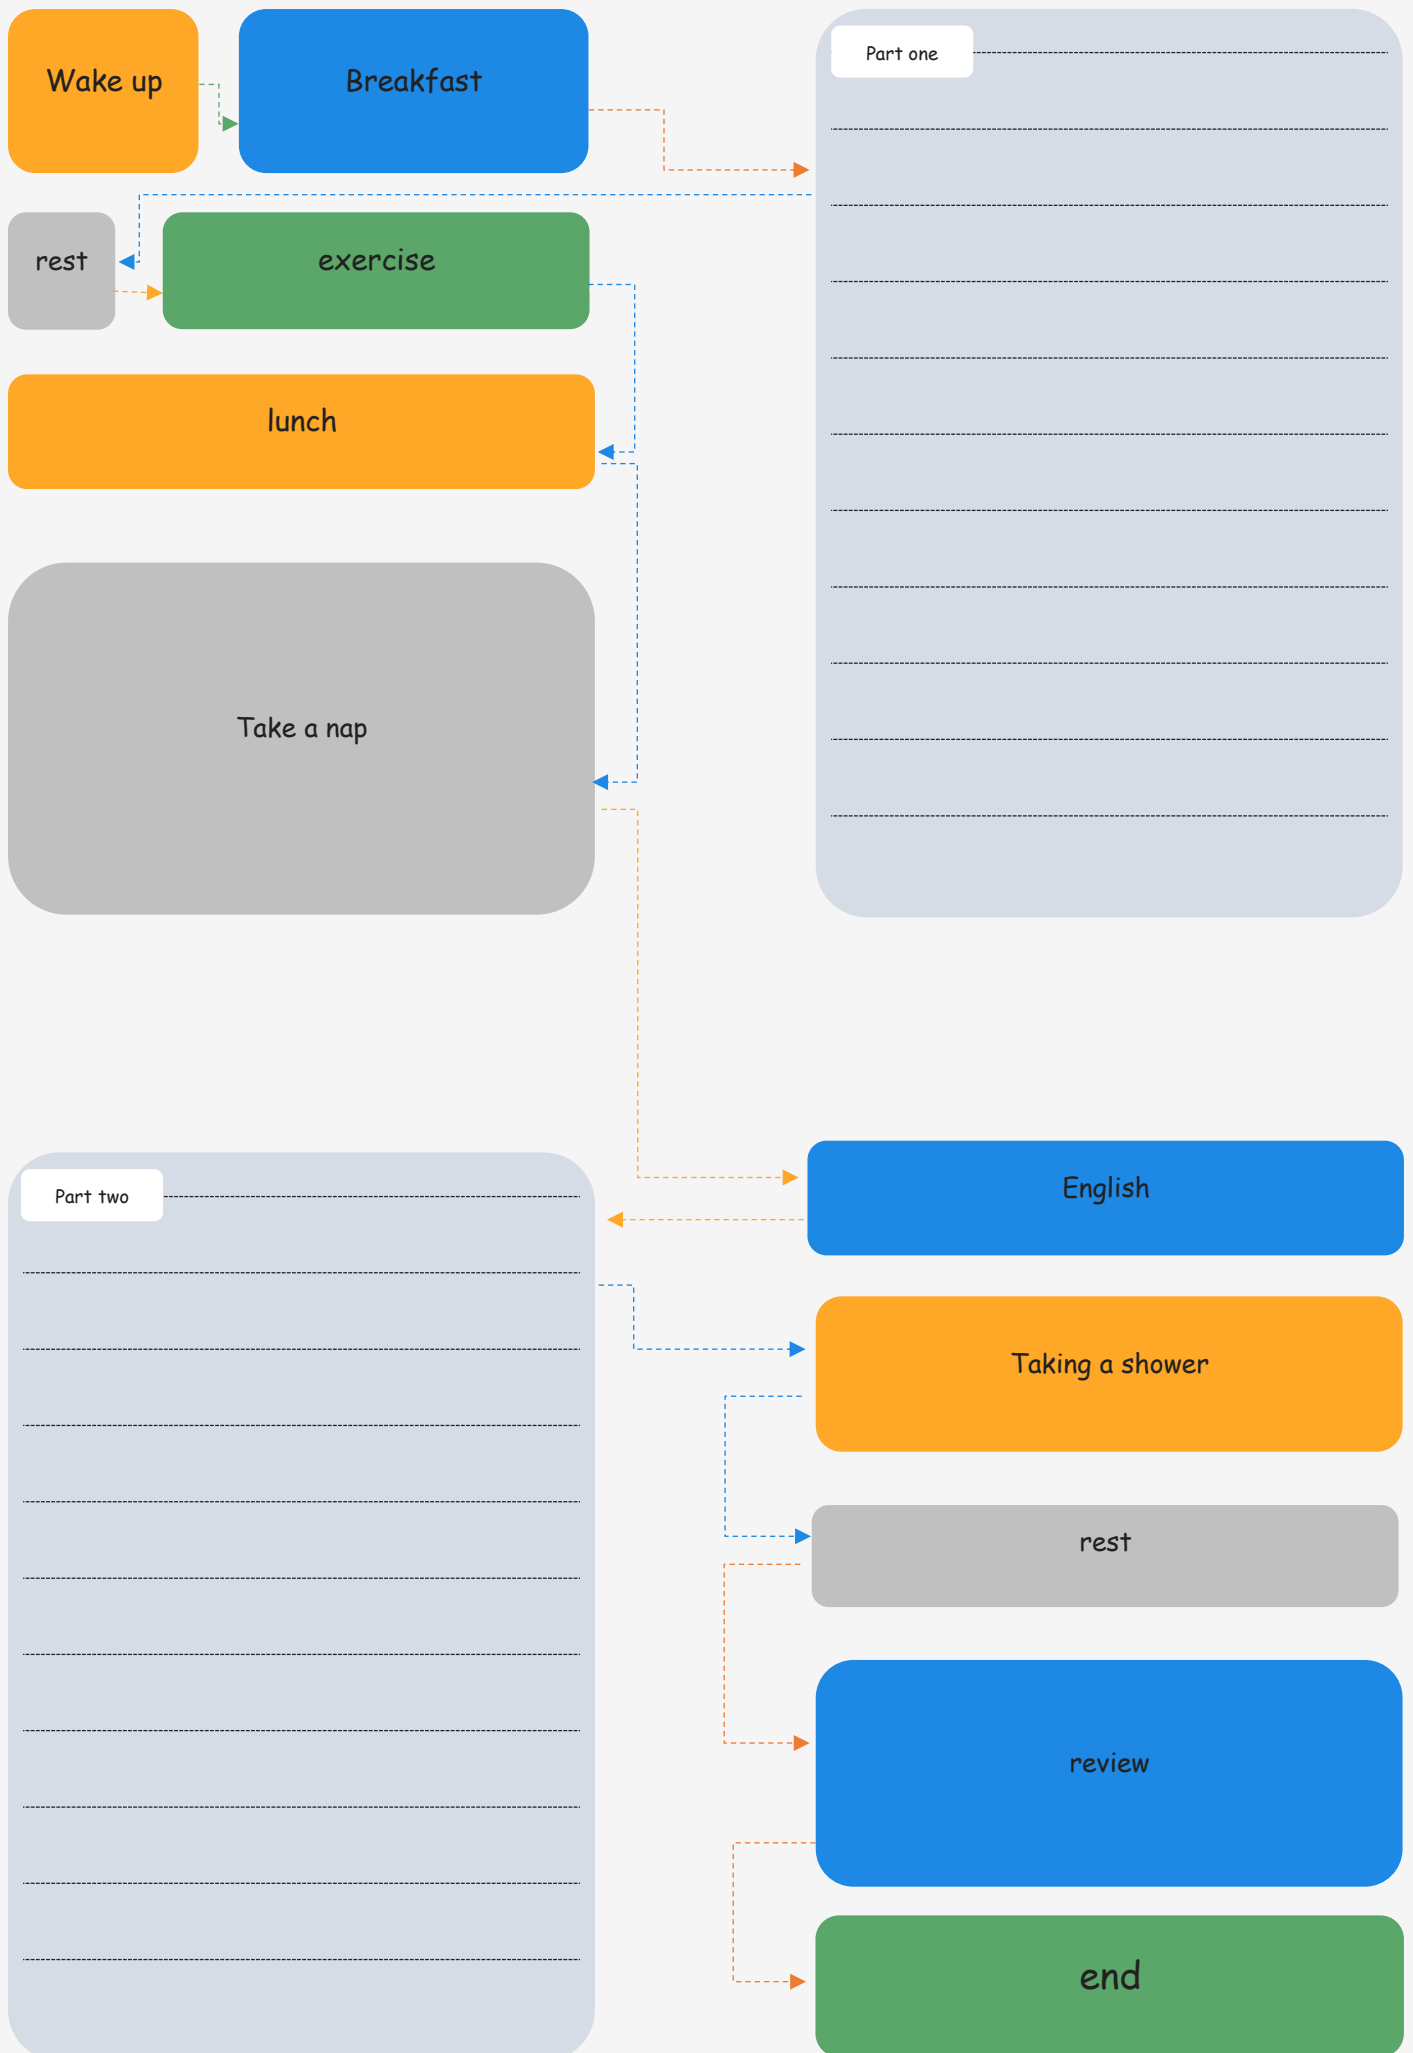 Wake up
Breakfast
Part one
rest
exercise
lunch
Take a nap
English
Part two
Taking a shower
rest
review
end